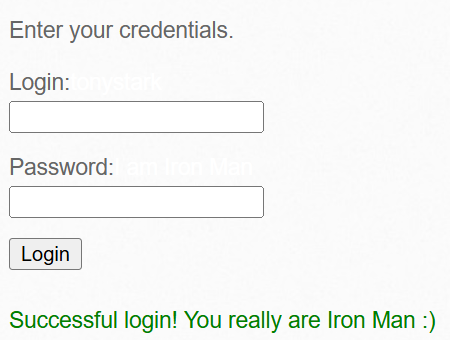 Enter your credentials.
Login:tonystark
Password:I am Iron Man
Login
Successful login! You really are Iron Man :)